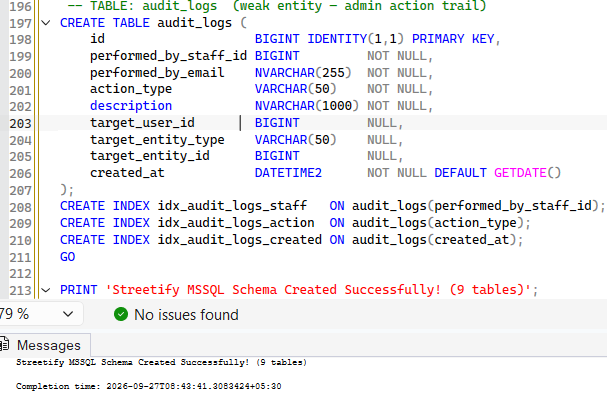 196 -- TABLE: audit_logs (weak entity — admin action trail)
197 CREATE TABLE audit_logs (
198 id BIGINT IDENTITY(1,1) PRIMARY KEY,
199 performed_by_staff_id BIGINT NOT NULL,
200 performed_by_email NVARCHAR(255) NOT NULL,
201 action_type VARCHAR(50) NOT NULL,
202 description NVARCHAR(1000) NOT NULL,
203 target_user_id BIGINT NULL,
204 target_entity_type VARCHAR(50) NULL,
205 target_entity_id BIGINT NULL,
206 created_at DATETIME2 NOT NULL DEFAULT GETDATE()
207 );
208 CREATE INDEX idx_audit_logs_staff ON audit_logs(performed_by_staff_id);
209 CREATE INDEX idx_audit_logs_action ON audit_logs(action_type);
210 CREATE INDEX idx_audit_logs_created ON audit_logs(created_at);
211 GO
212
213 PRINT 'Streetify MSSQL Schema Created Successfully! (9 tables)';
79 % No issues found
Messages
Streetify MSSQL Schema Created Successfully! (9 tables)
Completion time: 2026-09-27T08:43:41.3083424+05:30